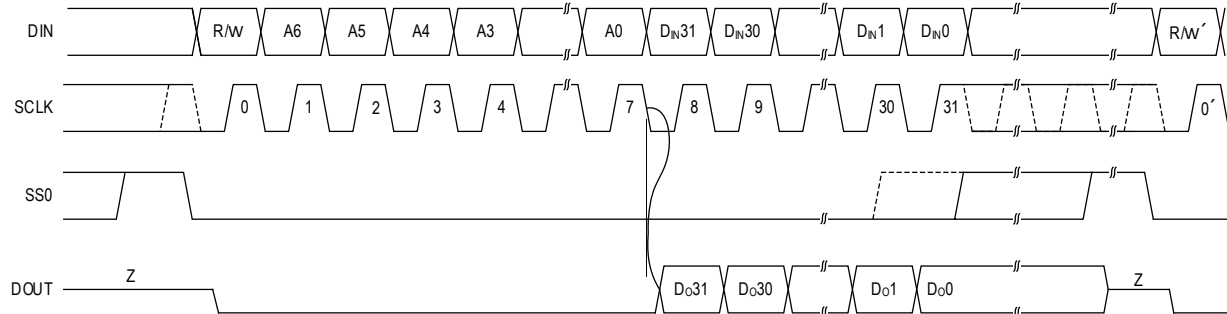 DIN R/W A6 A5 A4 A3 A0 DIN31 DIN30 DIN1 DIN0 R/W´
SCLK 0 1 2 3 4 7 8 9 30 31 0´
SS0
DOUT Z DO31 DO30 DO1 DO0 Z